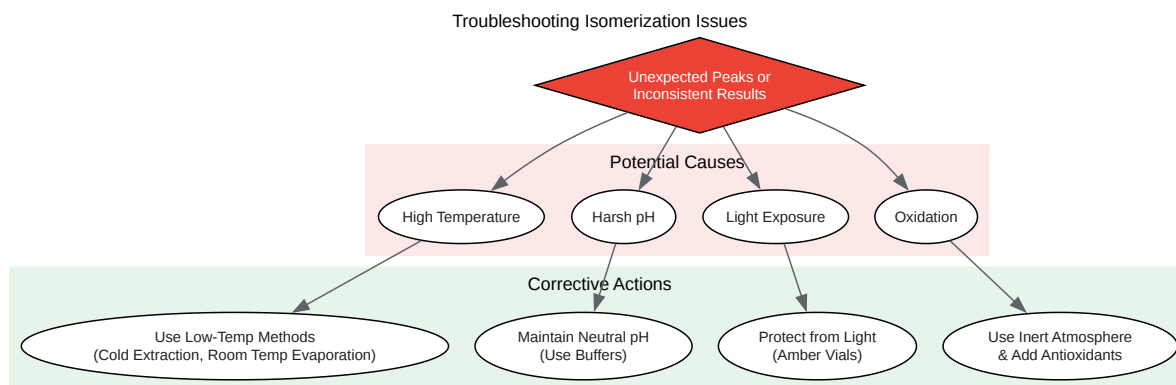 Troubleshooting Isomerization Issues
Unexpected Peaks or
Inconsistent Results
Potential Causes
High Temperature
Harsh pH
Light Exposure
Oxidation
Corrective Actions
Use Low-Temp Methods
(Cold Extraction, Room Temp Evaporation)
Maintain Neutral pH
(Use Buffers)
Protect from Light
(Amber Vials)
Use Inert Atmosphere
& Add Antioxidants